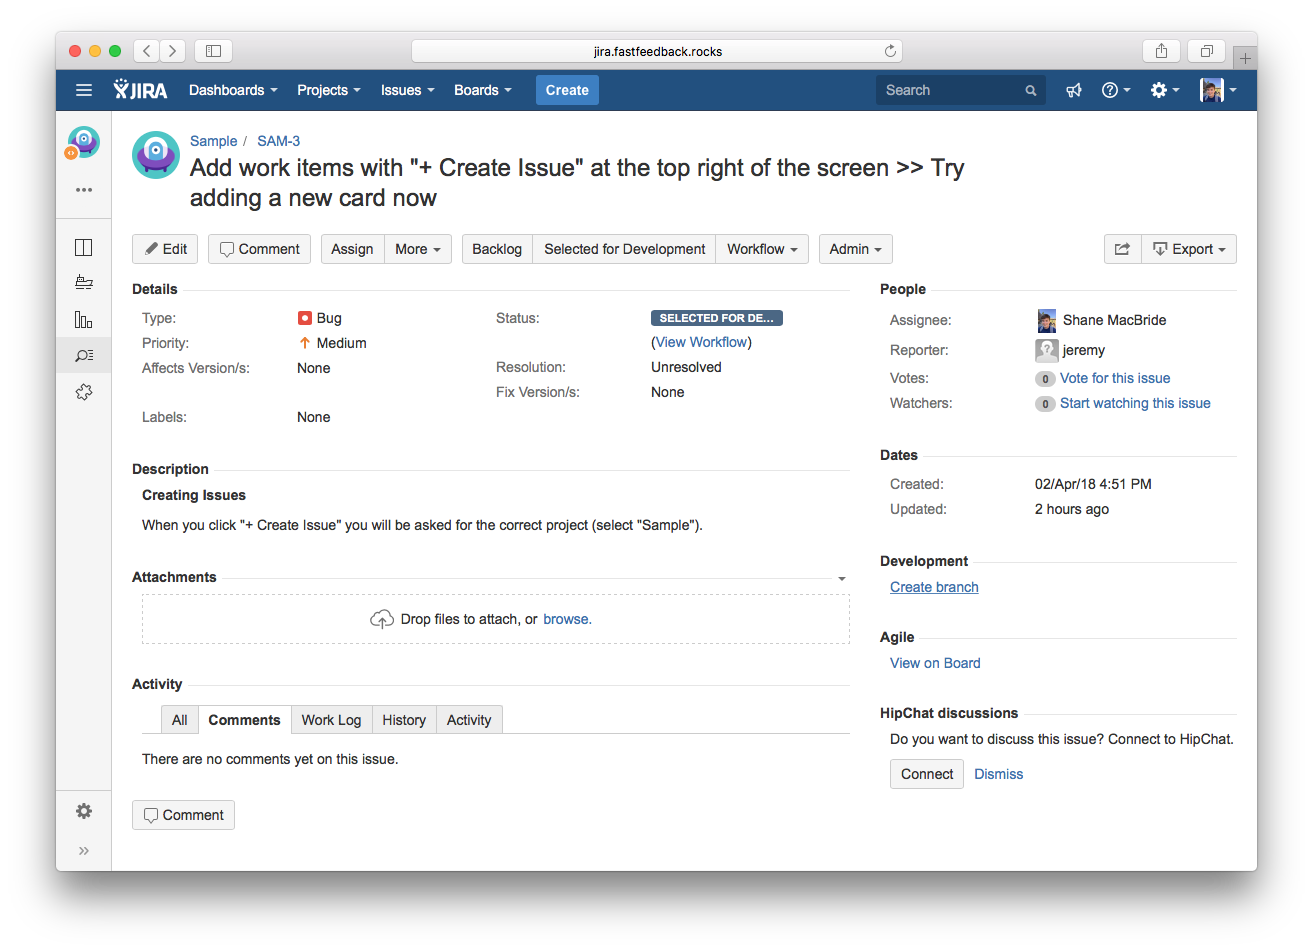 jira.fastfeedback.rocks
JIRA Dashboards Projects Issues Boards Create Search
Sample / SAM-3
Add work items with "+ Create Issue" at the top right of the screen >> Try
adding a new card now
Edit Comment Assign More Backlog Selected for Development Workflow Admin Export
Details
Type: Bug
Status: SELECTED FOR DE...
Priority: Medium
(View Workflow)
Affects Version/s: None
Resolution: Unresolved
Fix Version/s: None
Labels: None
Description
Creating Issues
When you click "+ Create Issue" you will be asked for the correct project (select "Sample").
Attachments
Drop files to attach, or browse.
Activity
All Comments Work Log History Activity
There are no comments yet on this issue.
Comment
People
Assignee: Shane MacBride
Reporter: ? jeremy
Votes: 0 Vote for this issue
Watchers: 0 Start watching this issue
Dates
Created: 02/Apr/18 4:51 PM
Updated: 2 hours ago
Development
Create branch
Agile
View on Board
HipChat discussions
Do you want to discuss this issue? Connect to HipChat.
Connect Dismiss